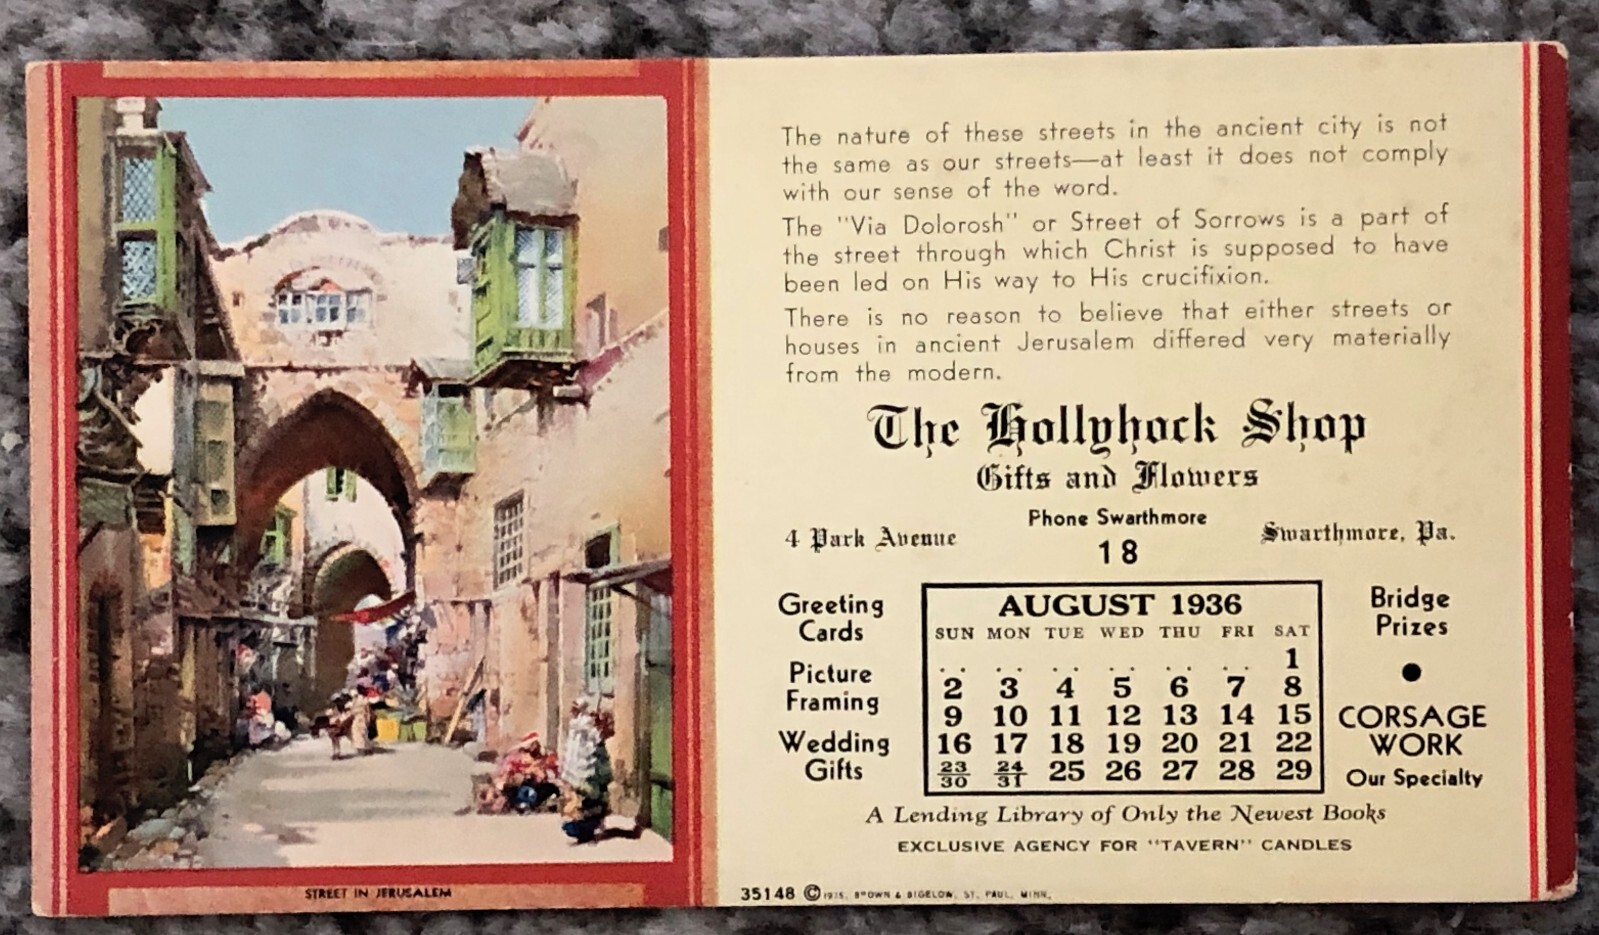 The nature of these streets in the ancient city is not
the same as our streets—at least it does not comply
with our sense of the word.
The "Via Dolorosh" or Street of Sorrows is a part of
the street through which Christ is supposed to have
been led on His way to His crucifixion.
There is no reason to believe that either streets or
houses in ancient Jerusalem differed very materially
from the modern.
The Hollyhock Shop
Gifts and Flowers
4 Park Avenue
Phone Swarthmore
18
Swarthmore, Pa.
Greeting
Cards
Picture
Framing
Wedding
Gifts
AUGUST 1936
SUN MON TUE WED THU FRI SAT
.. .. .. .. .. .. 1
2 3 4 5 6 7 8
9 10 11 12 13 14 15
16 17 18 19 20 21 22
23/30 24/31 25 26 27 28 29
Bridge
Prizes
CORSAGE
WORK
Our Specialty
A Lending Library of Only the Newest Books
EXCLUSIVE AGENCY FOR "TAVERN" CANDLES
STREET IN JERUSALEM
35148 © 1935, BROWN & BIGELOW, ST. PAUL, MINN.